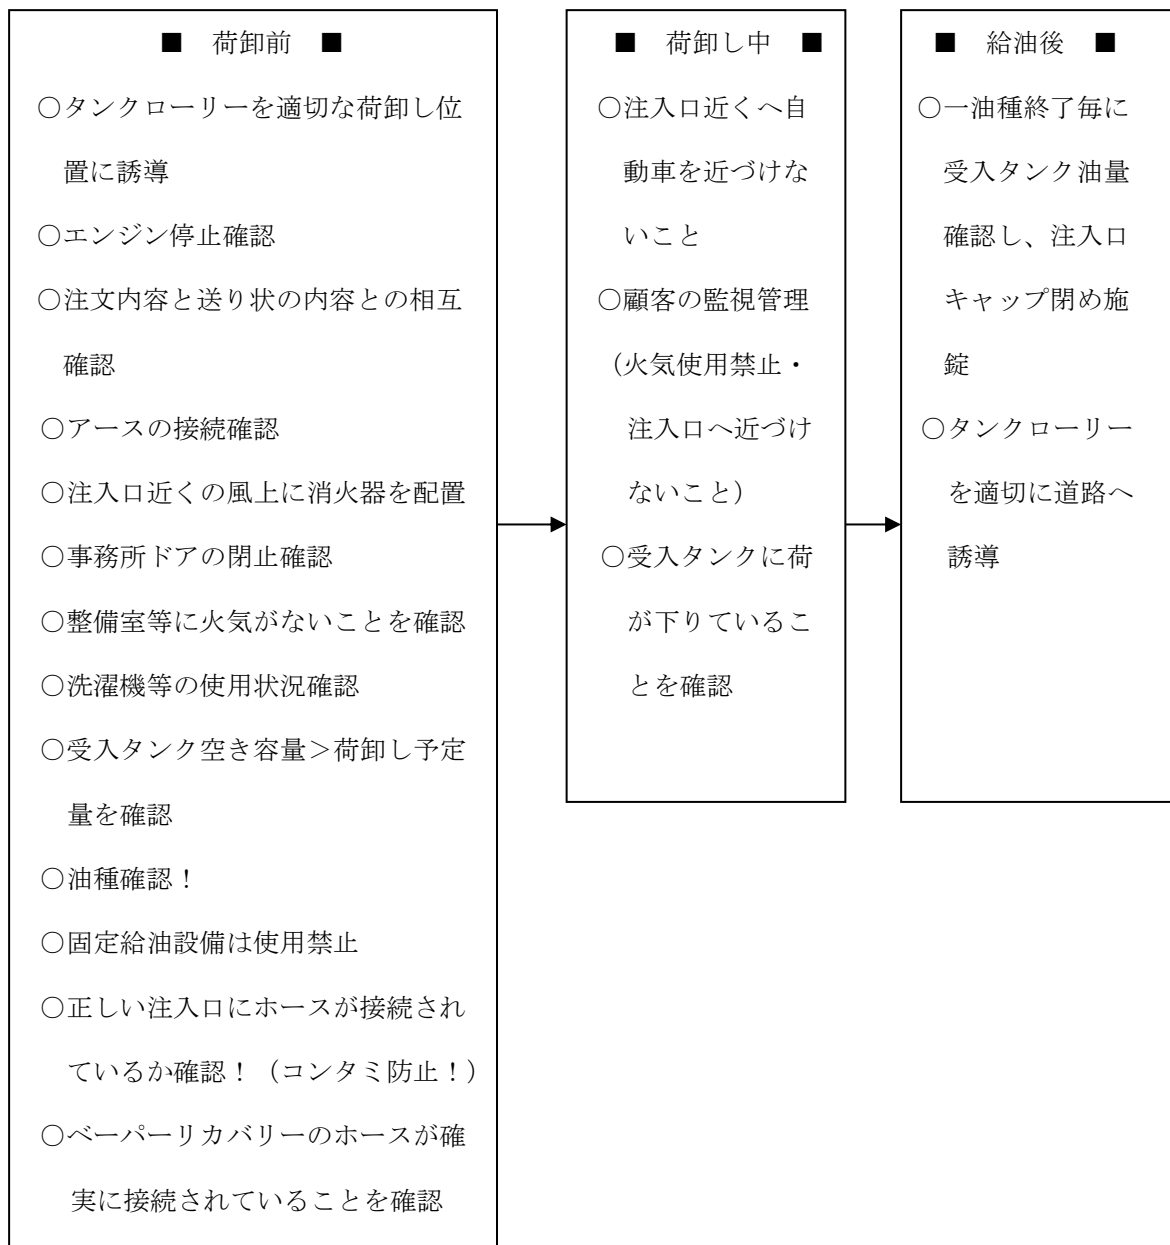 ■ 荷卸前 ■
○タンクローリーを適切な荷卸し位
置に誘導
○エンジン停止確認
○注文内容と送り状の内容との相互
確認
○アースの接続確認
○注入口近くの風上に消火器を配置
○事務所ドアの閉止確認
○整備室等に火気がないことを確認
○洗濯機等の使用状況確認
○受入タンク空き容量＞荷卸し予定
量を確認
○油種確認！
○固定給油設備は使用禁止
○正しい注入口にホースが接続され
ているか確認！（コンタミ防止！）
○ベーパーリカバリーのホースが確
実に接続されていることを確認
■ 荷卸し中 ■
○注入口近くへ自
動車を近づけな
いこと
○顧客の監視管理
（火気使用禁止・
注入口へ近づけ
ないこと）
○受入タンクに荷
が下りているこ
とを確認
■ 給油後 ■
○一油種終了毎に
受入タンク油量
確認し、注入口
キャップ閉め施
錠
○タンクローリー
を適切に道路へ
誘導